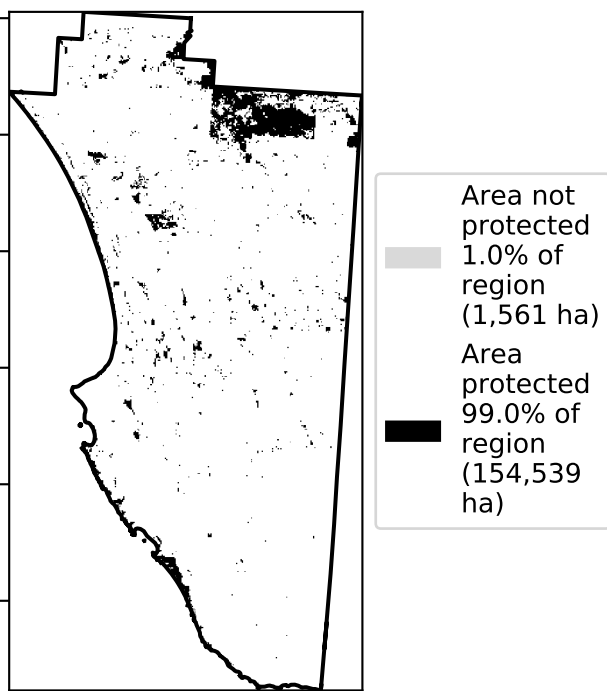 Area not
protected
1.0% of
region
(1,561 ha)
Area
protected
99.0% of
region
(154,539
ha)